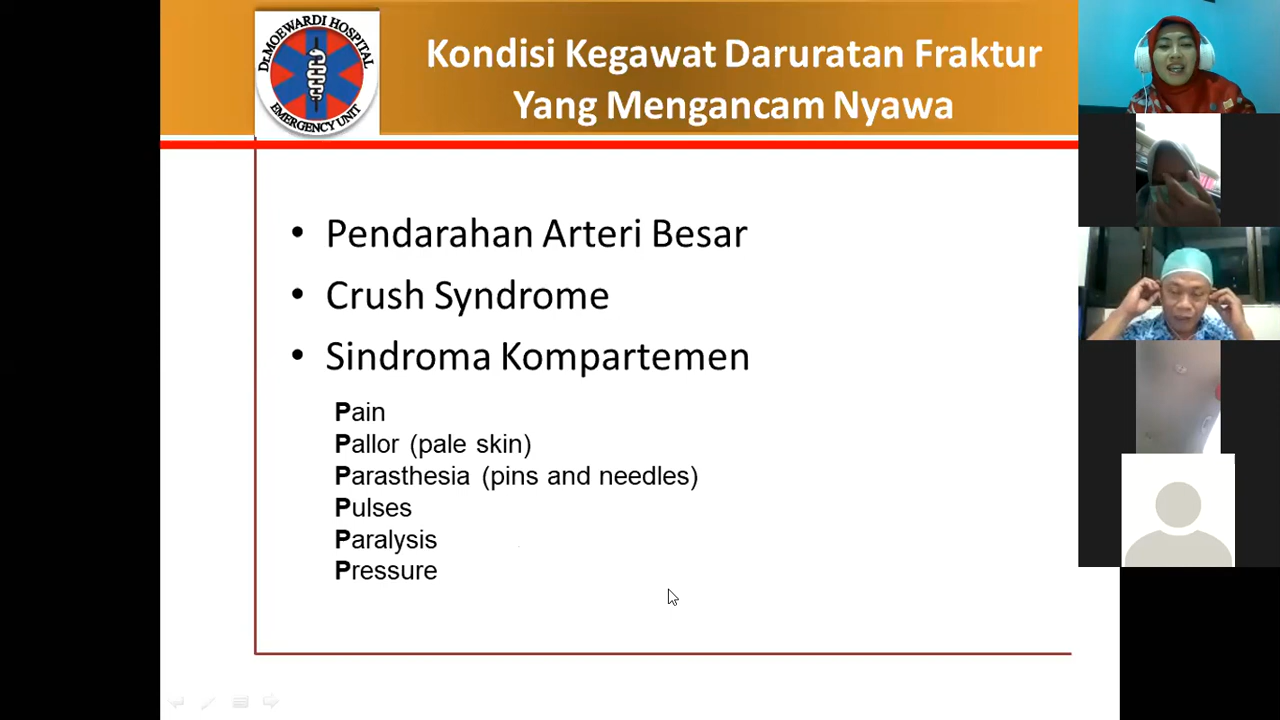 Dr.MOEWARDI HOSPITAL
EMERGENCY UNIT
Kondisi Kegawat Daruratan Fraktur
Yang Mengancam Nyawa
• Pendarahan Arteri Besar
• Crush Syndrome
• Sindroma Kompartemen
Pain
Pallor (pale skin)
Parasthesia (pins and needles)
Pulses
Paralysis
Pressure